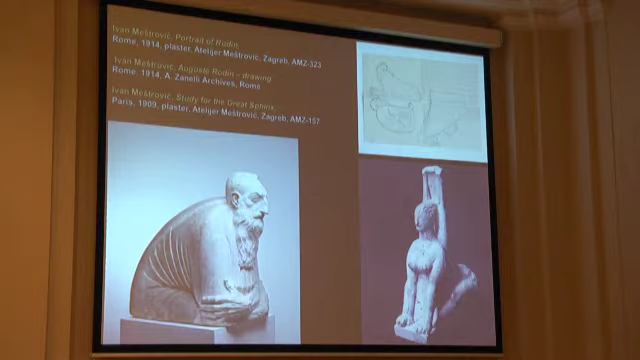 Ivan Meštrović, Portrait of Rodin,
Rome, 1914, plaster, Atelijer Meštrović, Zagreb, AMZ-323
Ivan Meštrović, Auguste Rodin – drawing
Rome, 1914, A. Zanelli Archives, Rome
Ivan Meštrović, Study for the Great Sphinx,
Paris, 1909, plaster, Atelijer Meštrović, Zagreb, AMZ-157